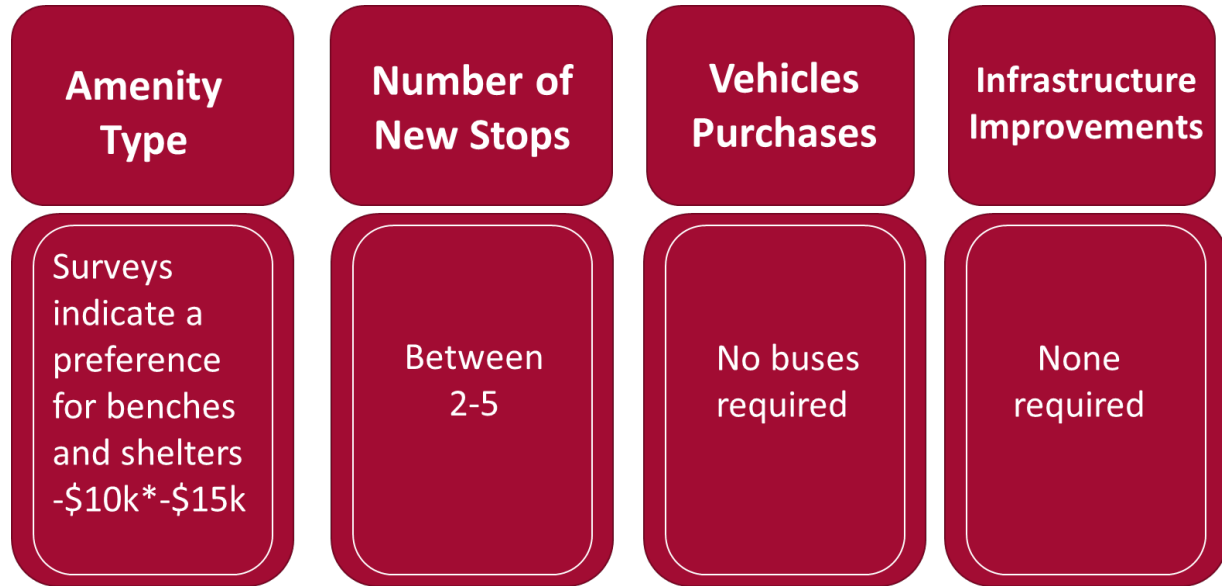 Amenity
Type
Number of
New Stops
Vehicles
Purchases
Infrastructure
Improvements
Surveys
indicate a
preference
for benches
and shelters
-$10k*-$15k
Between
2-5
No buses
required
None
required